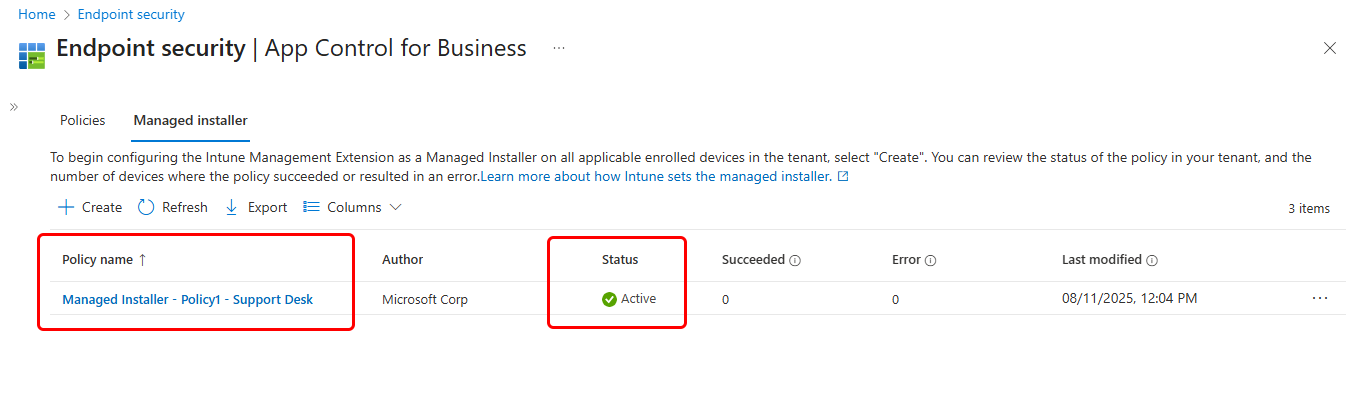 Home > Endpoint security
Endpoint security | App Control for Business ...
»
Policies Managed installer
To begin configuring the Intune Management Extension as a Managed Installer on all applicable enrolled devices in the tenant, select "Create". You can review the status of the policy in your tenant, and the
number of devices where the policy succeeded or resulted in an error.Learn more about how Intune sets the managed installer.
Create Refresh Export Columns 3 items
Policy name ↑ Author Status Succeeded Error Last modified
Managed Installer - Policy1 - Support Desk Microsoft Corp Active 0 0 08/11/2025, 12:04 PM ...